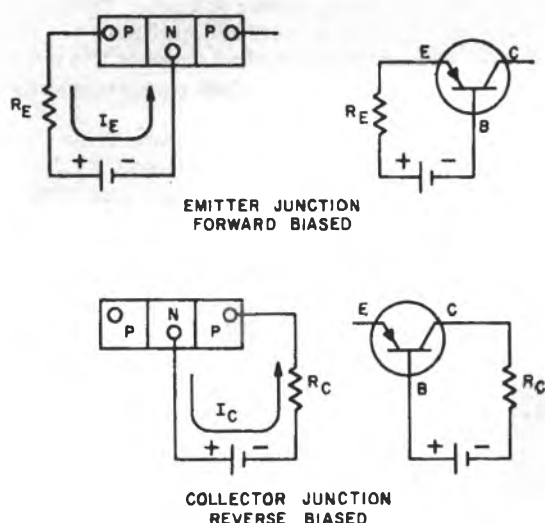 P N P
E C
R_E
R_E
I_E
B
+ −
+ −
EMITTER JUNCTION
FORWARD BIASED
P N P
E C
R_C
R_C
B
I_C
+ −
+ −
COLLECTOR JUNCTION
REVERSE BIASED